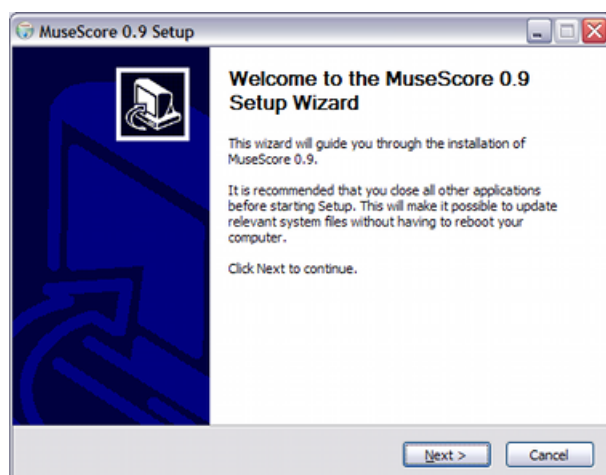 MuseScore 0.9 Setup
Welcome to the MuseScore 0.9
Setup Wizard
This wizard will guide you through the installation of
MuseScore 0.9.
It is recommended that you close all other applications
before starting Setup. This will make it possible to update
relevant system files without having to reboot your
computer.
Click Next to continue.
Next > Cancel